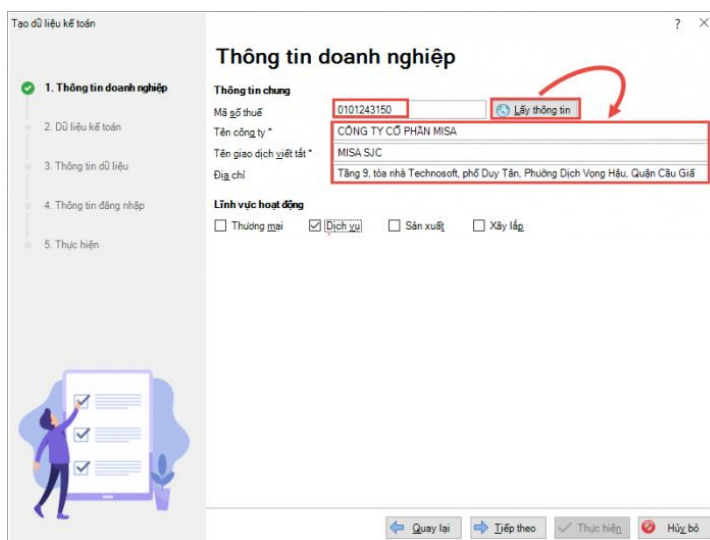 Tạo dữ liệu kế toán
?
Thông tin doanh nghiệp
1. Thông tin doanh nghiệp
2. Dữ liệu kế toán
3. Thông tin dữ liệu
4. Thông tin đăng nhập
5. Thực hiện
Thông tin chung
Mã số thuế 0101243150 Lấy thông tin
Tên công ty * CÔNG TY CỔ PHẦN MISA
Tên giao dịch viết tắt * MISA SJC
Địa chỉ Tầng 9, tòa nhà Technosoft, phố Duy Tân, Phường Dịch Vọng Hậu, Quận Cầu Giấ
Lĩnh vực hoạt động
Thương mại Dịch vụ Sản xuất Xây lắp
Quay lại Tiếp theo Thực hiện Hủy bỏ